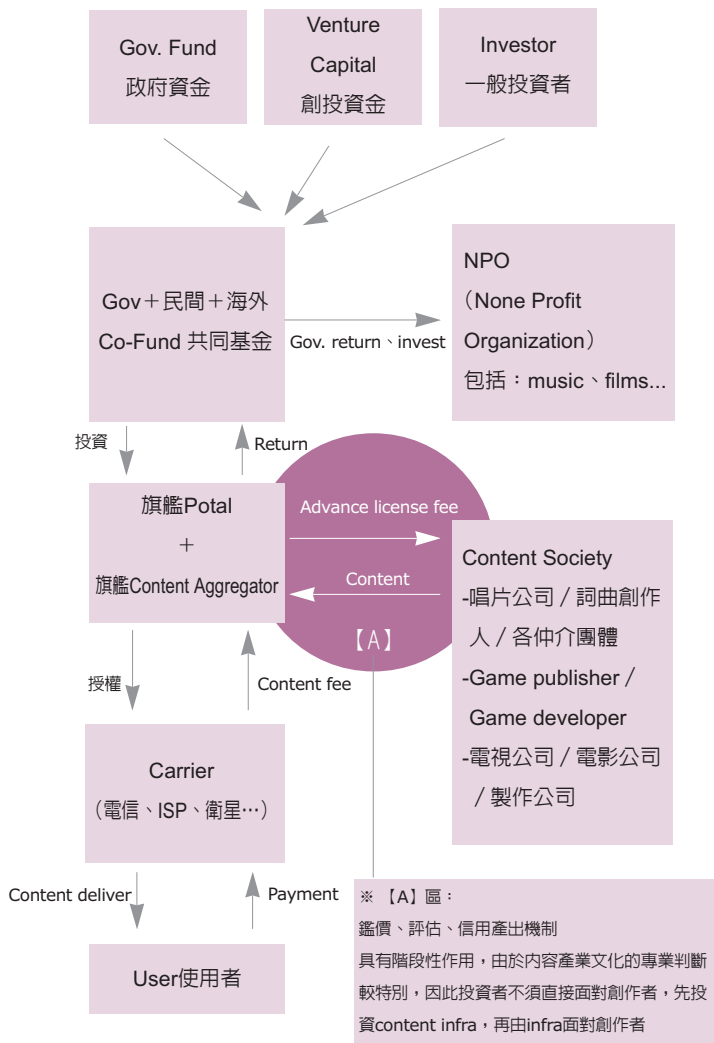 Gov. Fund
政府資金
Venture
Capital
創投資金
Investor
一般投資者
Gov＋民間＋海外
Co-Fund 共同基金
Gov. return、invest
NPO
（None Profit
Organization）
包括：music、films...
投資
Return
旗艦Potal
+
旗艦Content Aggregator
Advance license fee
Content
【A】
Content Society
-唱片公司／詞曲創作
人／各仲介團體
-Game publisher／
Game developer
-電視公司／電影公司
／製作公司
授權
Content fee
Carrier
（電信、ISP、衛星…）
Content deliver
Payment
User使用者
※ 【A】區：
鑑價、評估、信用產出機制
具有階段性作用，由於內容產業文化的專業判斷
較特別，因此投資者不須直接面對創作者，先投
資content infra，再由infra面對創作者